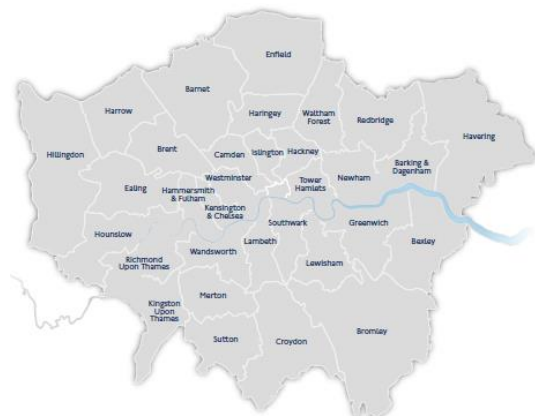 Enfield
Barnet
Harrow
Haringey
Waltham
Forest
Redbridge
Havering
Hillingdon
Brent
Camden
Islington
Hackney
Barking &
Dagenham
Ealing
Hammersmith
& Fulham
Westminster
Kensington
& Chelsea
Tower
Hamlets
Newham
Hounslow
Southwark
Greenwich
Bexley
Richmond
Upon Thames
Wandsworth
Lambeth
Lewisham
Kingston
Upon
Thames
Merton
Sutton
Croydon
Bromley